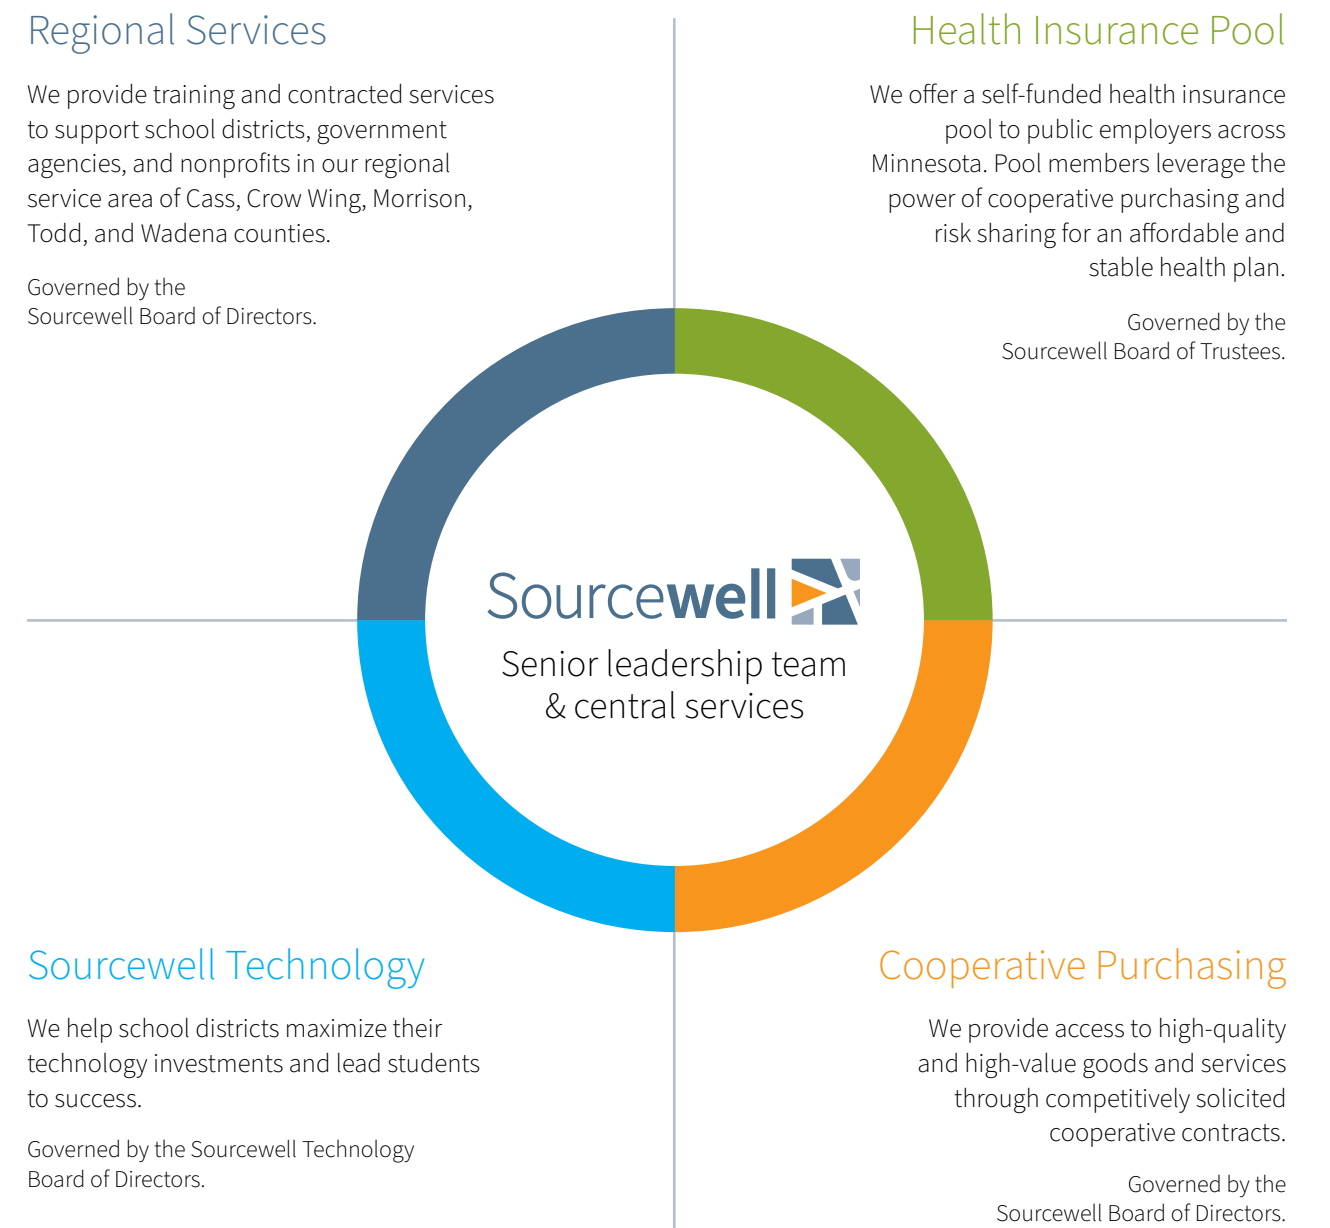 Regional Services
We provide training and contracted services
to support school districts, government
agencies, and nonprofits in our regional
service area of Cass, Crow Wing, Morrison,
Todd, and Wadena counties.
Governed by the
Sourcewell Board of Directors.
Health Insurance Pool
We offer a self-funded health insurance
pool to public employers across
Minnesota. Pool members leverage the
power of cooperative purchasing and
risk sharing for an affordable and
stable health plan.
Governed by the
Sourcewell Board of Trustees.
Sourcewell
Senior leadership team
& central services
Sourcewell Technology
We help school districts maximize their
technology investments and lead students
to success.
Governed by the Sourcewell Technology
Board of Directors.
Cooperative Purchasing
We provide access to high-quality
and high-value goods and services
through competitively solicited
cooperative contracts.
Governed by the
Sourcewell Board of Directors.